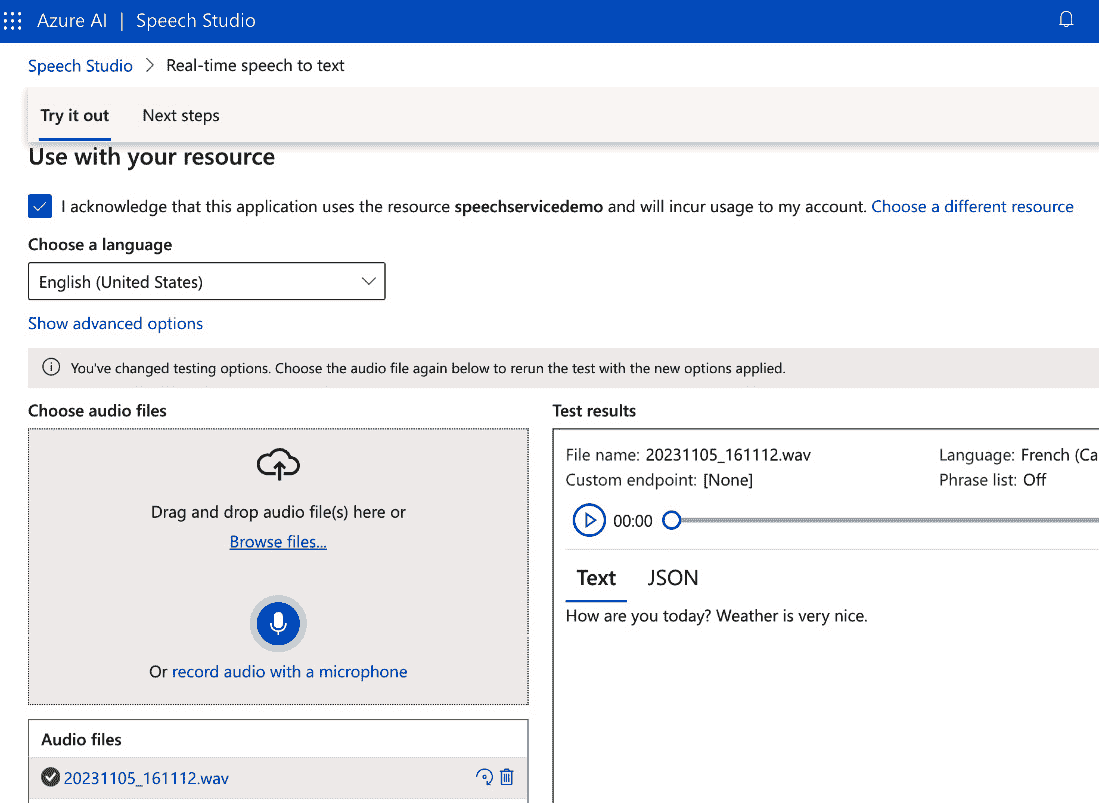 Azure AI | Speech Studio
Speech Studio > Real-time speech to text
Try it out Next steps
Use with your resource
I acknowledge that this application uses the resource speechservicedemo and will incur usage to my account. Choose a different resource
Choose a language
English (United States)
Show advanced options
You've changed testing options. Choose the audio file again below to rerun the test with the new options applied.
Choose audio files
Drag and drop audio file(s) here or
Browse files...
Or record audio with a microphone
Audio files
20231105_161112.wav
Test results
File name: 20231105_161112.wav Language: French (Ca
Custom endpoint: [None] Phrase list: Off
00:00
Text JSON
How are you today? Weather is very nice.